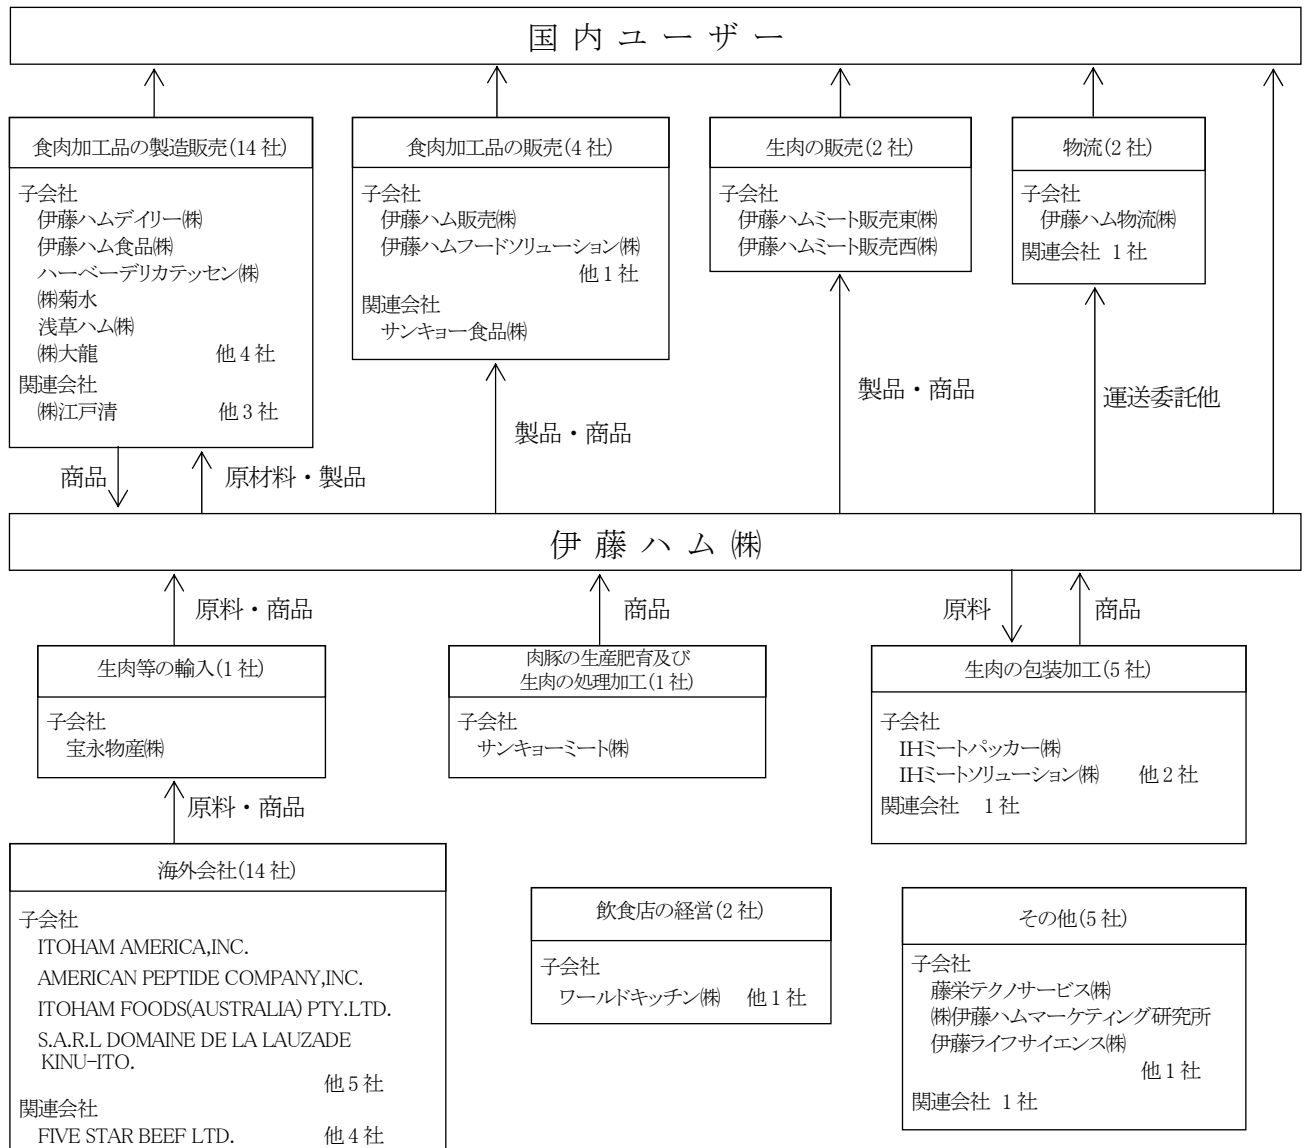 国内ユーザー
食肉加工品の製造販売(14社)
子会社
伊藤ハムデイリー㈱
伊藤ハム食品㈱
ハーベーデリカテッセン㈱
㈱菊水
浅草ハム㈱
㈱大龍 他4社
関連会社
㈱江戸清 他3社
食肉加工品の販売(4社)
子会社
伊藤ハム販売㈱
伊藤ハムフードソリューション㈱
他1社
関連会社
サンキョー食品㈱
生肉の販売(2社)
子会社
伊藤ハムミート販売東㈱
伊藤ハムミート販売西㈱
物流(2社)
子会社
伊藤ハム物流㈱
関連会社 1社
商品
原材料・製品
製品・商品
製品・商品
運送委託他
伊藤ハム㈱
原料・商品
商品
原料
商品
生肉等の輸入(1社)
子会社
宝永物産㈱
肉豚の生産肥育及び
生肉の処理加工(1社)
子会社
サンキョーミート㈱
生肉の包装加工(5社)
子会社
IHミートパッカー㈱
IHミートソリューション㈱ 他2社
関連会社 1社
原料・商品
海外会社(14社)
子会社
ITOHAM AMERICA,INC.
AMERICAN PEPTIDE COMPANY,INC.
ITOHAM FOODS(AUSTRALIA) PTY.LTD.
S.A.R.L DOMAINE DE LA LAUZADE
KINU-ITO.
他5社
関連会社
FIVE STAR BEEF LTD. 他4社
飲食店の経営(2社)
子会社
ワールドキッチン㈱ 他1社
その他(5社)
子会社
藤栄テクノサービス㈱
㈱伊藤ハムマーケティング研究所
伊藤ライフサイエンス㈱
他1社
関連会社 1社